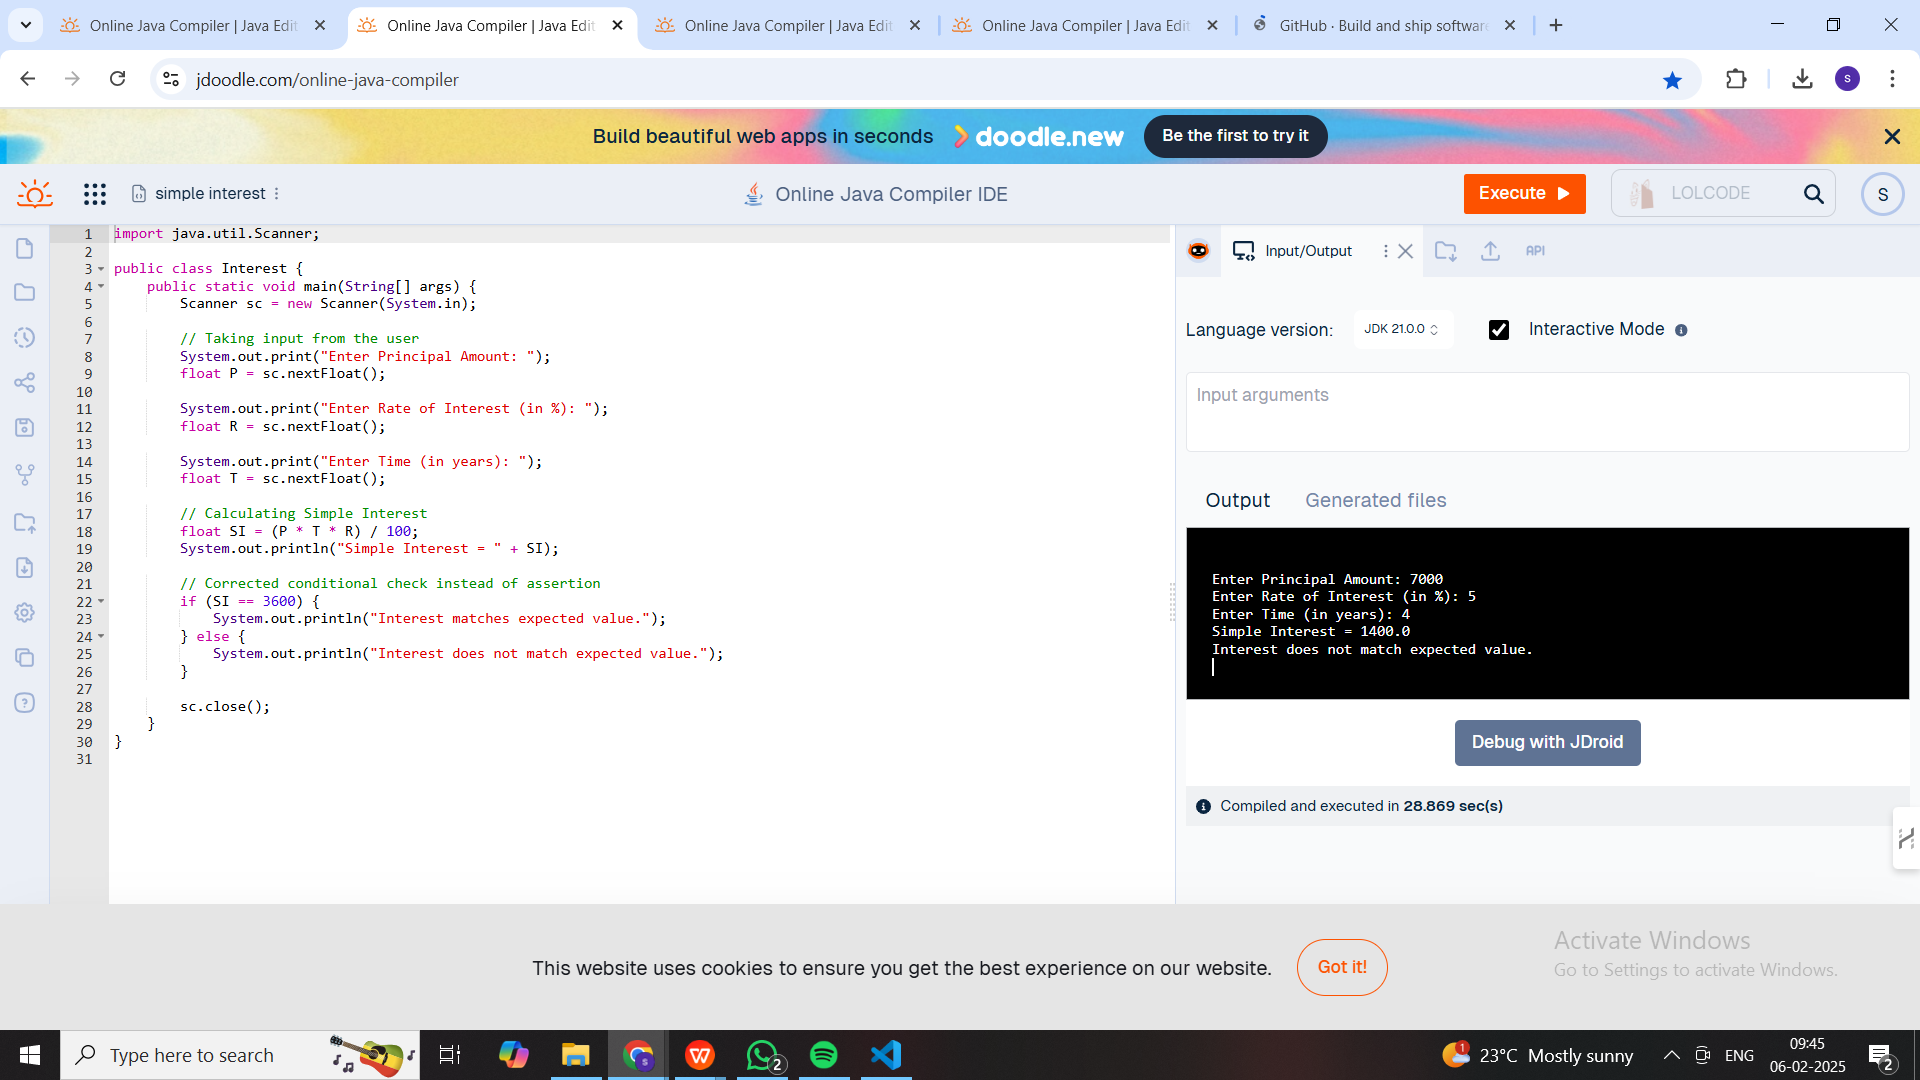 Online Java Compiler | Java Edit
Online Java Compiler | Java Edit
Online Java Compiler | Java Edit
Online Java Compiler | Java Edit
GitHub · Build and ship software
jdoodle.com/online-java-compiler
S
Build beautiful web apps in seconds
doodle.new
Be the first to try it
simple interest
Online Java Compiler IDE
Execute
LOLCODE
S
1 import java.util.Scanner;
2
3 public class Interest {
4 public static void main(String[] args) {
5 Scanner sc = new Scanner(System.in);
6
7 // Taking input from the user
8 System.out.print("Enter Principal Amount: ");
9 float P = sc.nextFloat();
10
11 System.out.print("Enter Rate of Interest (in %): ");
12 float R = sc.nextFloat();
13
14 System.out.print("Enter Time (in years): ");
15 float T = sc.nextFloat();
16
17 // Calculating Simple Interest
18 float SI = (P * T * R) / 100;
19 System.out.println("Simple Interest = " + SI);
20
21 // Corrected conditional check instead of assertion
22 if (SI == 3600) {
23 System.out.println("Interest matches expected value.");
24 } else {
25 System.out.println("Interest does not match expected value.");
26 }
27
28 sc.close();
29 }
30 }
31
Input/Output
API
Language version:
JDK 21.0.0
Interactive Mode
Input arguments
Output
Generated files
Enter Principal Amount: 7000
Enter Rate of Interest (in %): 5
Enter Time (in years): 4
Simple Interest = 1400.0
Interest does not match expected value.
Debug with JDroid
Compiled and executed in 28.869 sec(s)
This website uses cookies to ensure you get the best experience on our website.
Got it!
Activate Windows
Go to Settings to activate Windows.
Type here to search
2
1
23°C Mostly sunny
ENG
09:45
06-02-2025
2